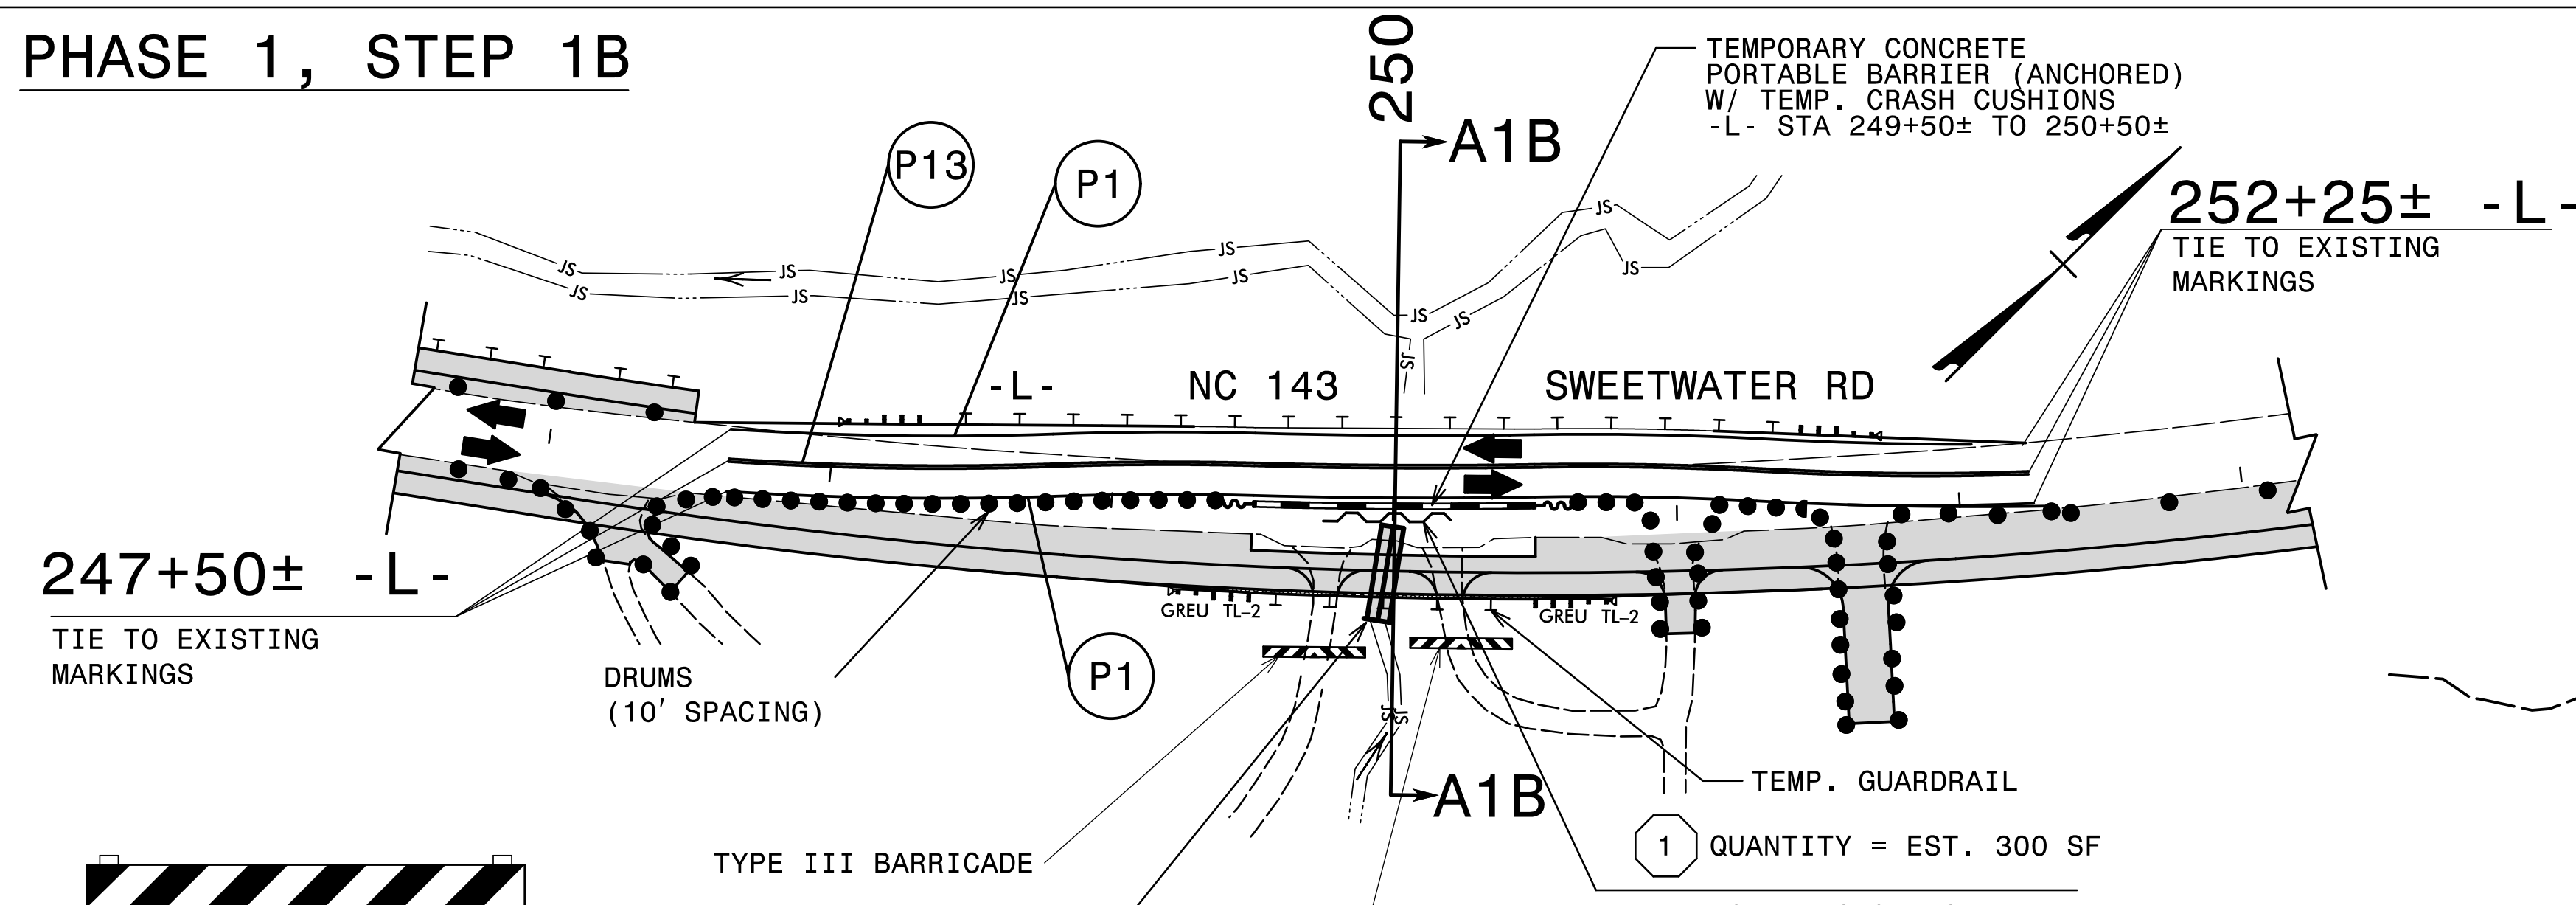 PHASE 1, STEP 1B
250
TEMPORARY CONCRETE
PORTABLE BARRIER (ANCHORED)
W/ TEMP. CRASH CUSHIONS
-L- STA 249+50± TO 250+50±
A1B
P13
P1
252+25± -L-
TIE TO EXISTING
MARKINGS
JS
JS
JS
JS
JS
JS
JS
JS
JS
JS
JS
JS
JS
-L-
NC 143
SWEETWATER RD
247+50± -L-
TIE TO EXISTING
MARKINGS
GREU TL-2
GREU TL-2
DRUMS
(10' SPACING)
P1
JS
JS
TEMP. GUARDRAIL
A1B
1
QUANTITY = EST. 300 SF
TYPE III BARRICADE